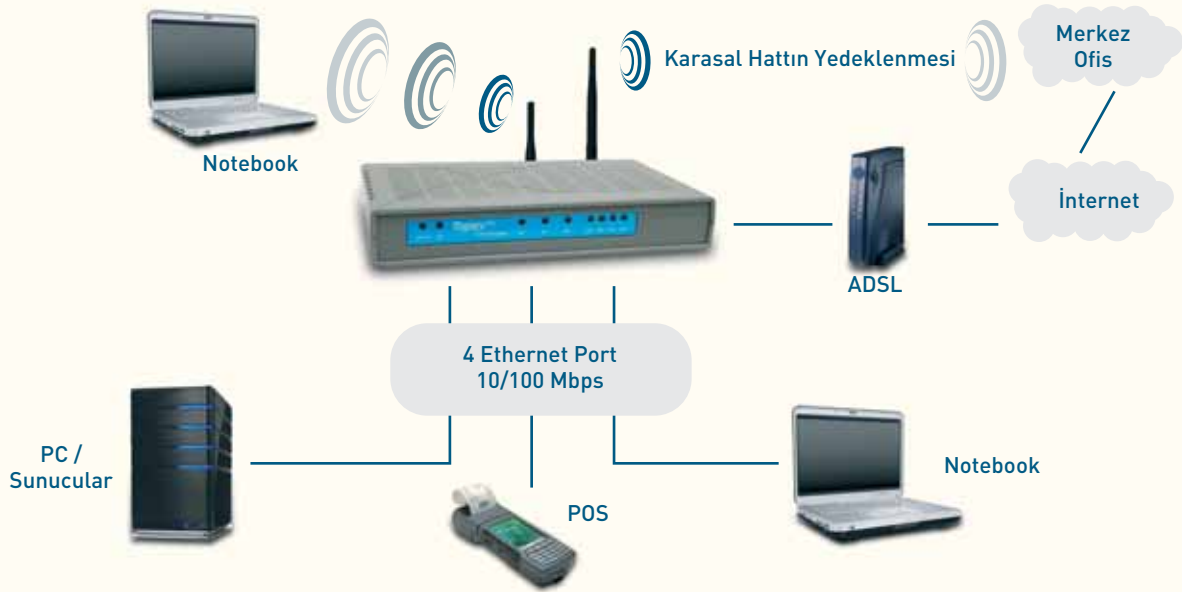 Karasal Hattın Yedeklenmesi
Merkez
Ofis
Notebook
İnternet
ADSL
4 Ethernet Port
10/100 Mbps
PC /
Sunucular
POS
Notebook